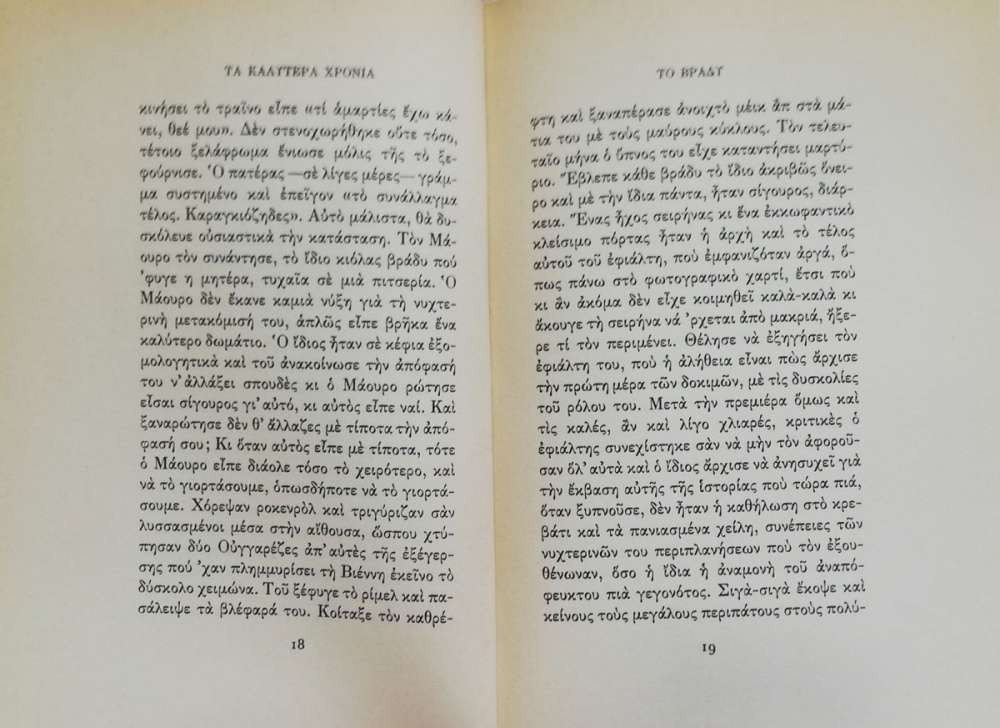 ΤΑ ΚΑΛΥΤΕΡΑ ΧΡΟΝΙΑ
κινήσει τὸ τραῖνο εἶπε «τί ἁμαρτίες ἔχω κά-
νει, θεέ μου». Δὲν στενοχωρήθηκε οὔτε τόσο,
τέτοιο ξελάφρωμα ἔνιωσε μόλις τῆς τὸ ξε-
φούρνισε. Ὁ πατέρας —σὲ λίγες μέρες— γράμ-
μα συστημένο καὶ ἐπεῖγον «τὸ συνάλλαγμα
τέλος. Καραγκιόζηδες». Αὐτὸ μάλιστα, θὰ δυ-
σκόλευε οὐσιαστικὰ τὴν κατάσταση. Τὸν Μά-
ουρο τὸν συνάντησε, τὸ ἴδιο κιόλας βράδυ πού
'φυγε η μητέρα, τυχαῖα σὲ μιὰ πιτσερία. Ὁ
Μάουρο δὲν ἔκανε καμιὰ νύξη γιὰ τὴ νυχτε-
ρινὴ μετακόμισή του, ἁπλῶς εἶπε βρῆκα ἕνα
καλύτερο δωμάτιο. Ὁ ἴδιος ἦταν σὲ κέφια ἐξο-
μολογητικὰ καὶ τοῦ ἀνακοίνωσε τὴν ἀπόφασή
του ν' ἀλλάξει σπουδὲς κι ὁ Μάουρο ρώτησε
εἶσαι σίγουρος γι' αὐτό, κι αὐτὸς εἶπε ναί. Καὶ
ξαναρώτησε δὲν θ' ἄλλαζες μὲ τίποτα τὴν ἀπό-
φασή σου; Κι ὅταν αὐτὸς εἶπε μὲ τίποτα, τότε
ὁ Μάουρο εἶπε διάολε τόσο τὸ χειρότερο, καὶ
νὰ τὸ γιορτάσουμε, ὁπωσδήποτε νὰ τὸ γιορτά-
σουμε. Χόρεψαν ροκενρὸλ καὶ τριγύριζαν σὰν
λυσσασμένοι μέσα στὴν αἴθουσα, ὥσπου χτύ-
πησαν δύο Οὑγγαρέζες ἀπ' αὐτὲς τῆς ἐξέγερ-
σης ποὺ 'χαν πλημμυρίσει τὴ Βιέννη ἐκεῖνο τὸ
δύσκολο χειμώνα. Τοῦ ξέφυγε τὸ ρίμελ καὶ πα-
σάλειψε τὰ βλέφαρά του. Κοίταξε τὸν καθρέ-
18
ΤΟ ΒΡΑΔΥ
φτη καὶ ξαναπέρασε ἀνοιχτὸ μέικ ἂπ στὰ μά-
τια του μὲ τοὺς μαύρους κύκλους. Τὸν τελευ-
ταῖο μήνα ὁ ὕπνος του εἶχε καταντήσει μαρτύ-
ριο. Ἔβλεπε κάθε βράδυ τὸ ἴδιο ἀκριβῶς ὄνει-
ρο καὶ μὲ τὴν ἴδια πάντα, ἦταν σίγουρος, διάρ-
κεια. Ἕνας ἦχος σειρήνας κι ἕνα ἐκκωφαντικὸ
κλείσιμο πόρτας ἦταν ἡ ἀρχὴ καὶ τὸ τέλος
αὐτοῦ τοῦ ἐφιάλτη, ποὺ ἐμφανιζόταν ἀργά, ὅ-
πως πάνω στὸ φωτογραφικὸ χαρτί, ἔτσι ποὺ
κι ἂν ἀκόμα δὲν εἶχε κοιμηθεῖ καλὰ-καλὰ κι
ἄκουγε τὴ σειρήνα νά 'ρχεται ἀπὸ μακριά, ἤξε-
ρε τί τὸν περιμένει. Θέλησε νὰ ἐξηγήσει τὸν
ἐφιάλτη του, ποὺ ἡ ἀλήθεια εἶναι πὼς ἄρχισε
τὴν πρώτη μέρα τῶν δοκιμῶν, μὲ τὶς δυσκολίες
τοῦ ρόλου του. Μετὰ τὴν πρεμιέρα ὅμως καὶ
τὶς καλές, ἂν καὶ λίγο χλιαρές, κριτικὲς ὁ
ἐφιάλτης συνεχίστηκε σὰν νὰ μὴν τὸν ἀφοροῦ-
σαν ὅλ' αὐτὰ καὶ ὁ ἴδιος ἄρχισε νὰ ἀνησυχεῖ γιὰ
τὴν ἔκβαση αὐτῆς τῆς ἱστορίας ποὺ τώρα πιά,
ὅταν ξυπνοῦσε, δὲν ἦταν ἡ καθήλωση στὸ κρε-
βάτι καὶ τὰ πανιασμένα χείλη, συνέπειες τῶν
νυχτερινῶν του περιπλανήσεων ποὺ τὸν ἐξου-
θένωναν, ὅσο ἡ ἴδια ἡ ἀναμονὴ τοῦ ἀναπό-
φευκτου πιὰ γεγονότος. Σιγὰ-σιγὰ ἔκοψε καὶ
κείνους τοὺς μεγάλους περιπάτους στοὺς πολύ-
19